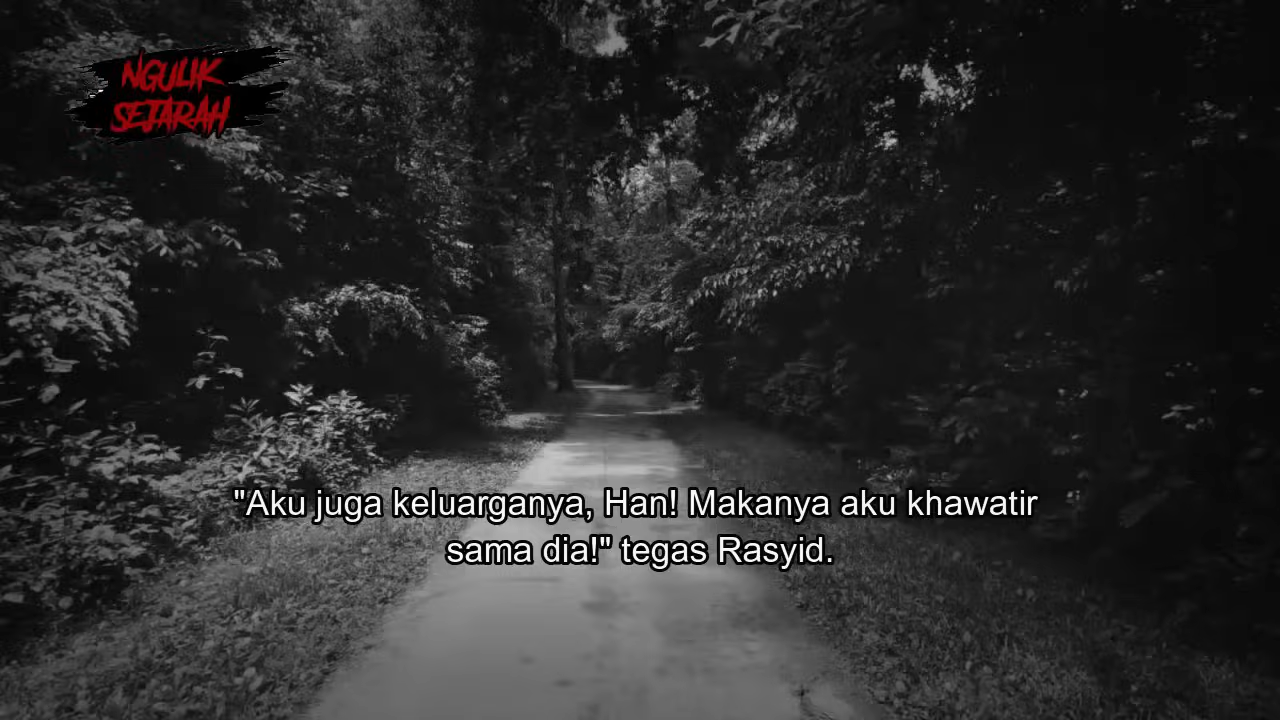 NGULIK
SEJARAH
"Aku juga keluarganya, Han! Makanya aku khawatir
sama dia!" tegas Rasyid.